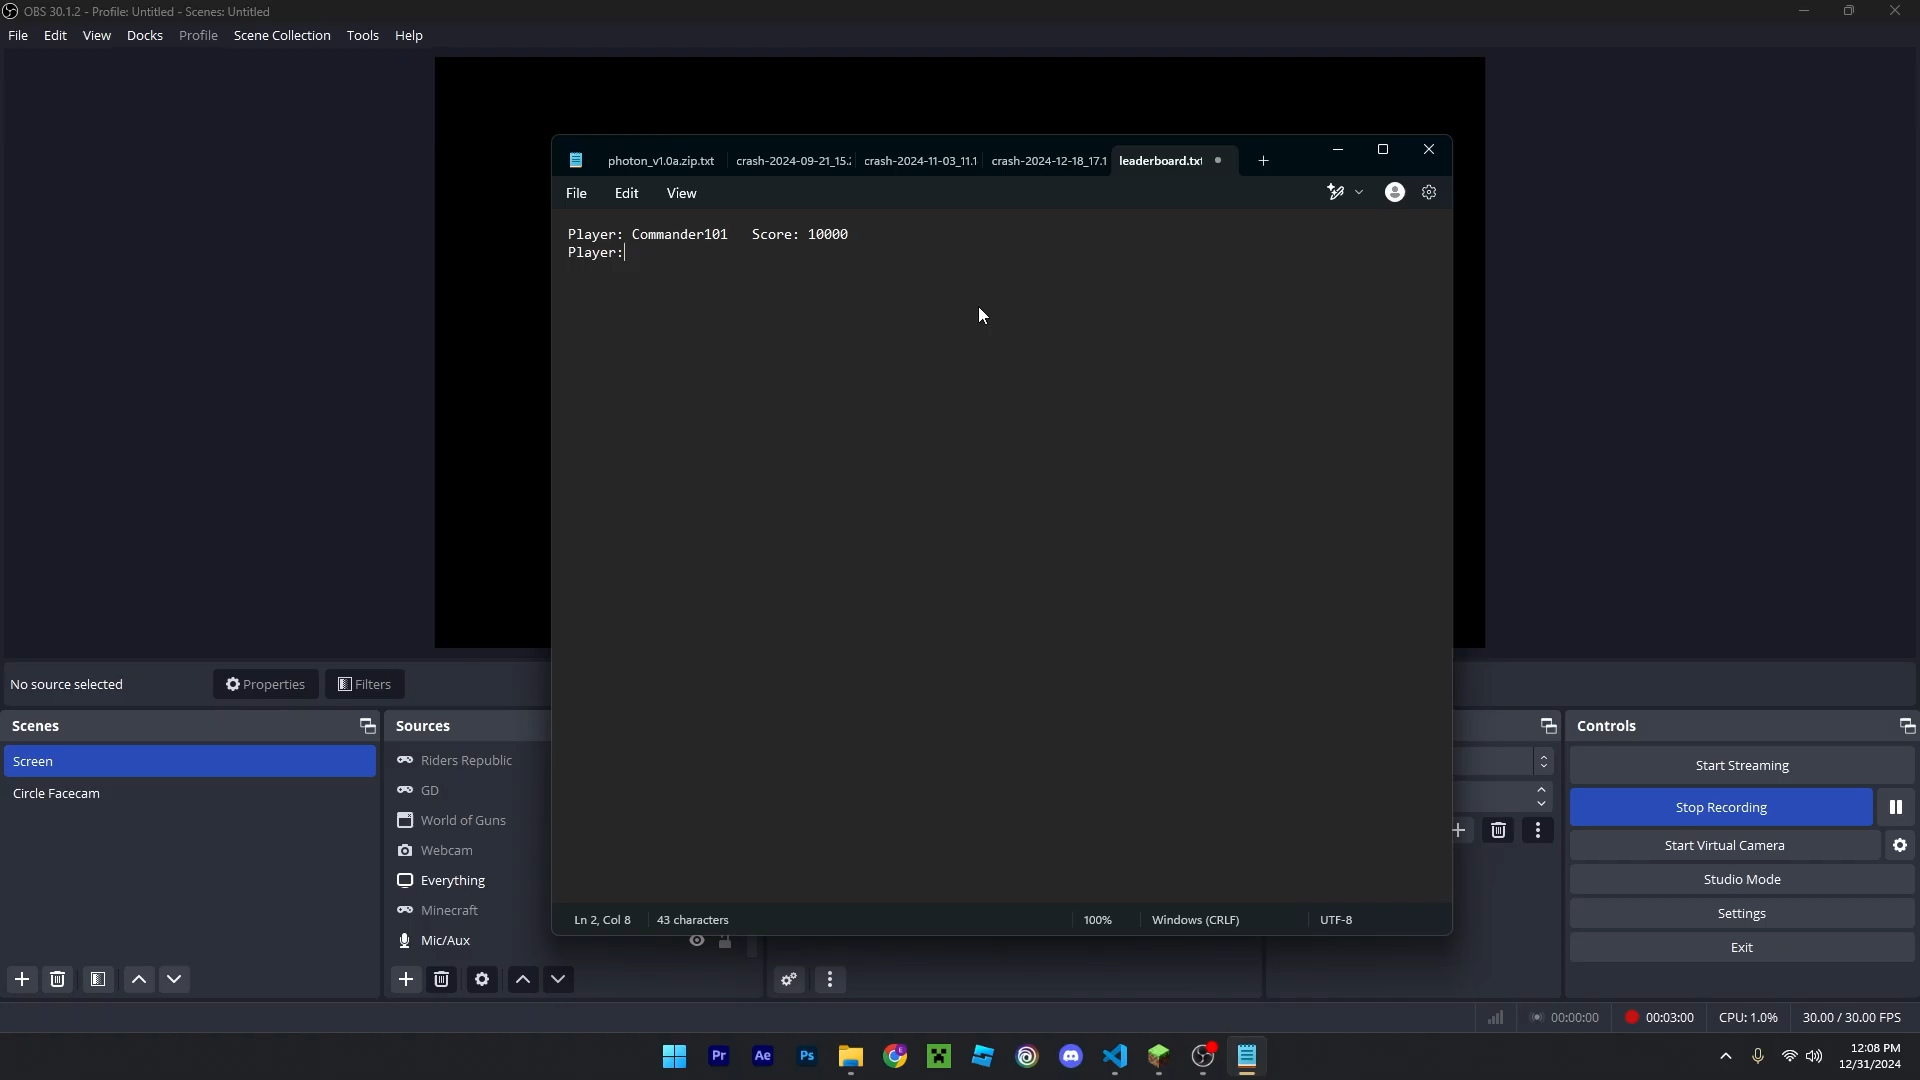 OBS 30.1.2 - Profile: Untitled - Scenes: Untitled
File Edit View Docks Profile Scene Collection Tools Help
photon_v1.0a.zip.txt crash-2024-09-21_15. crash-2024-11-03_11.1 crash-2024-12-18_17.1 leaderboard.txt
File Edit View
Player: Commander101 Score: 10000
Player:
Ln 2, Col 8 43 characters 100% Windows (CRLF) UTF-8
No source selected Properties Filters
Scenes
Screen
Circle Facecam
Sources
Riders Republic
GD
World of Guns
Webcam
Everything
Minecraft
Mic/Aux
Controls
Start Streaming
Stop Recording
Start Virtual Camera
Studio Mode
Settings
Exit
00:00:00 00:03:00 CPU: 1.0% 30.00 / 30.00 FPS
Pr Ae Ps
12:08 PM
12/31/2024